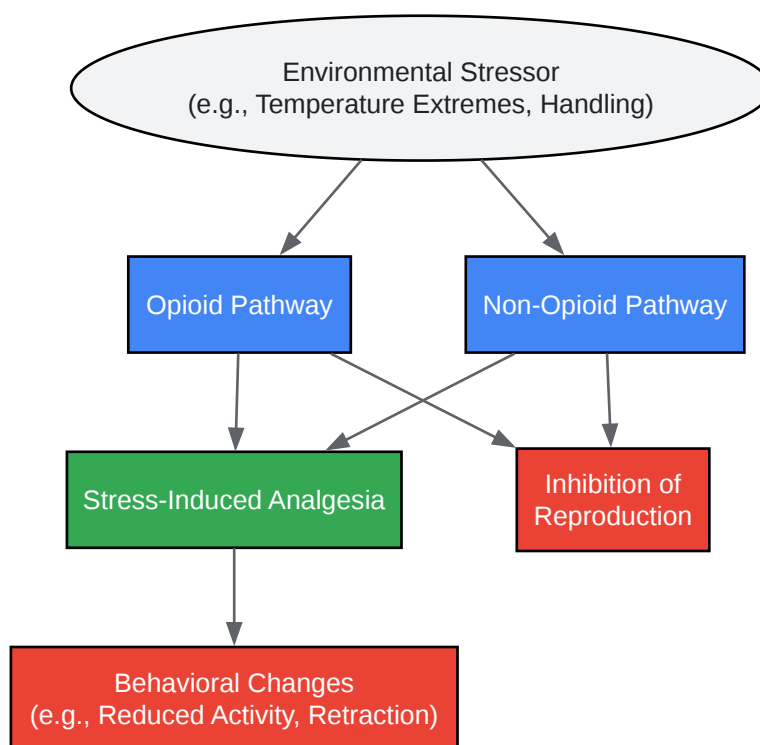 Environmental Stressor
(e.g., Temperature Extremes, Handling)
Opioid Pathway
Non-Opioid Pathway
Stress-Induced Analgesia
Inhibition of
Reproduction
Behavioral Changes
(e.g., Reduced Activity, Retraction)